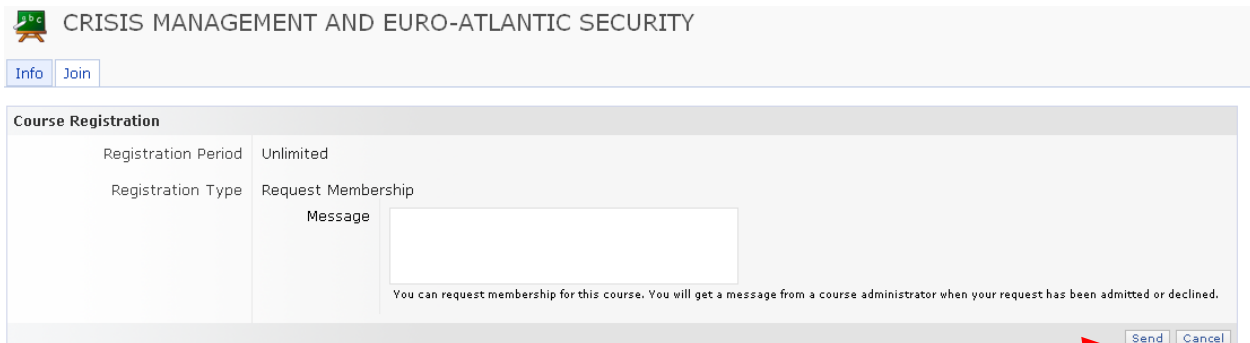 abc
CRISIS MANAGEMENT AND EURO-ATLANTIC SECURITY
Info Join
Course Registration
Registration Period Unlimited
Registration Type Request Membership
Message
You can request membership for this course. You will get a message from a course administrator when your request has been admitted or declined.
Send Cancel